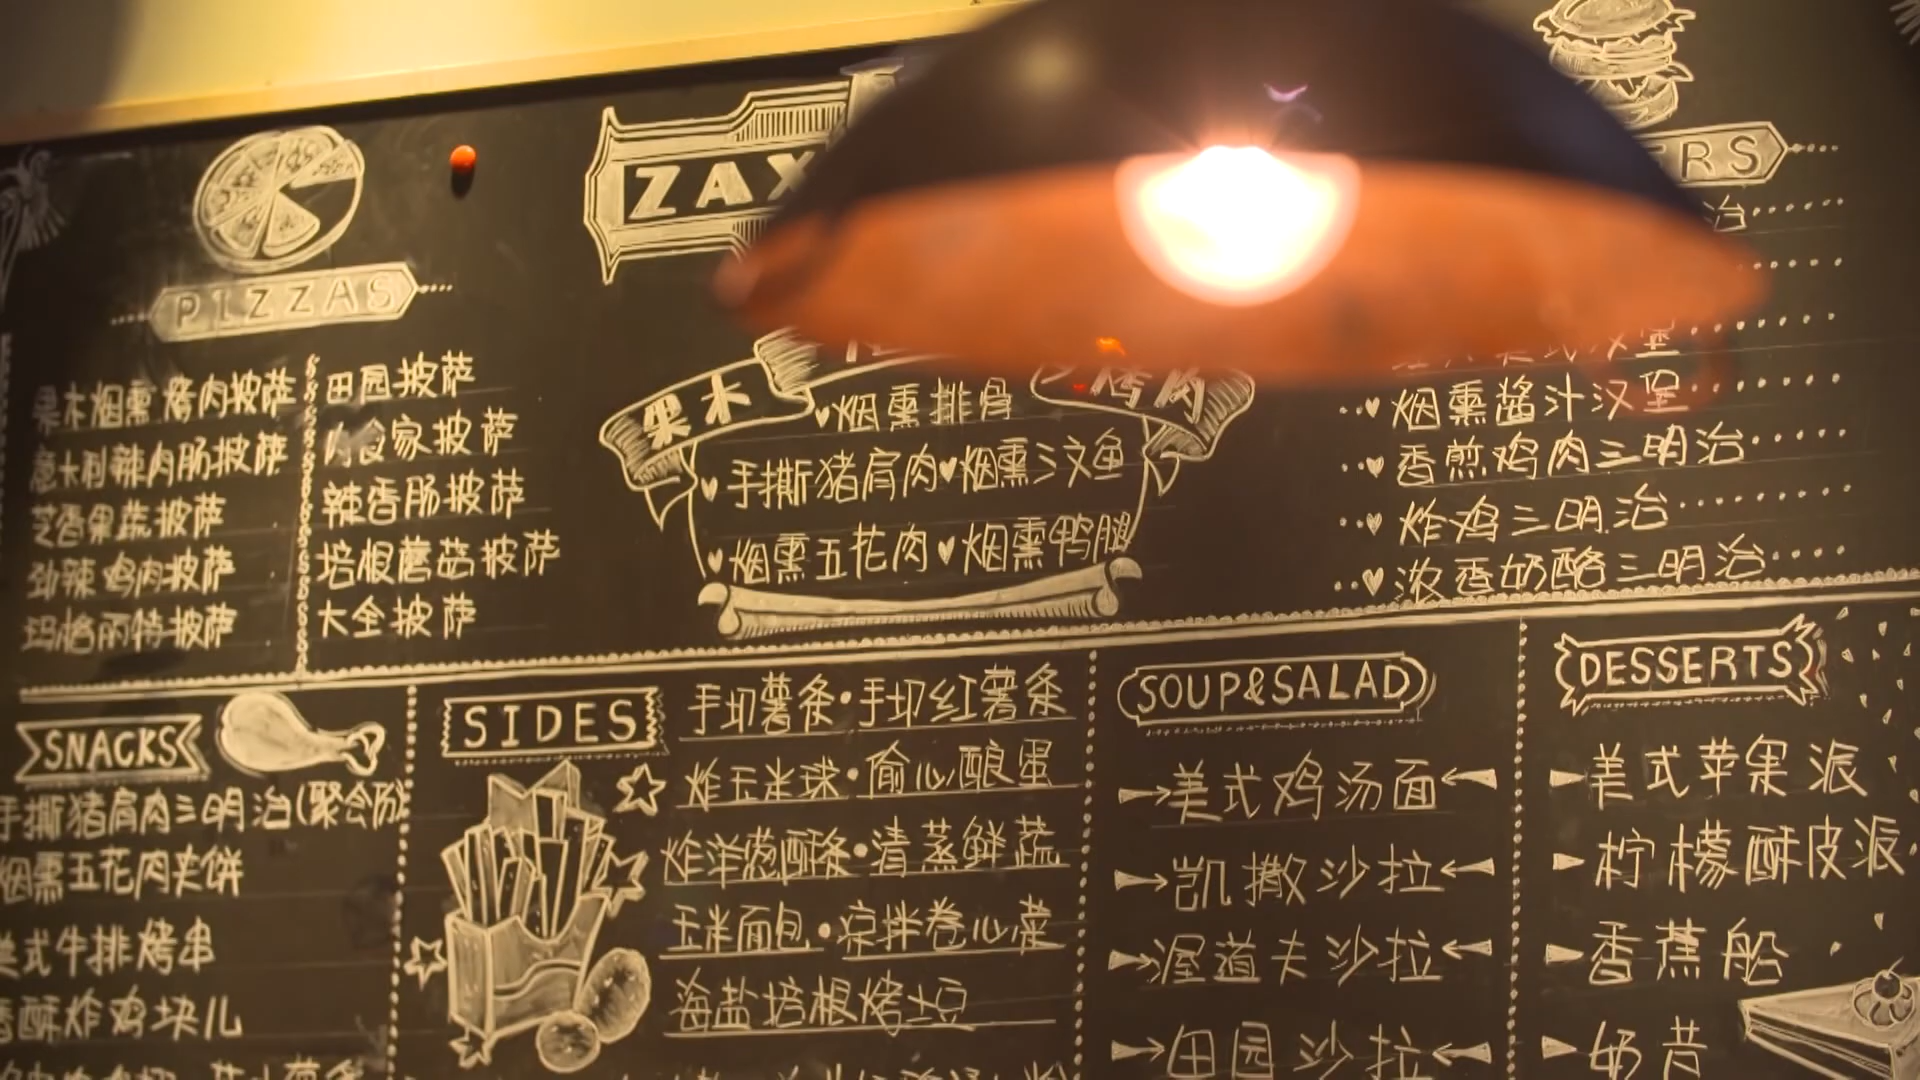 ZAX
PIZZAS
果木烟熏烤肉披萨
意大利辣肉肠披萨
芝香果蔬披萨
劲辣鸡肉披萨
玛格丽特披萨
田园披萨
肉食家披萨
辣香肠披萨
培根蘑菇披萨
大全披萨
果木 烤肉
烟熏排骨
手撕猪肩肉 烟熏三文鱼
烟熏五花肉 烟熏鸭腿
ERS
治
汉堡
烟熏酱汁汉堡
香煎鸡肉三明治
炸鸡三明治
浓香奶酪三明治
SNACKS
手撕猪肩肉三明治(聚会份)
烟熏五花肉夹饼
美式牛排烤串
香酥炸鸡块儿
SIDES
手切薯条·手切红薯条
炸玉米球·偷心酿蛋
炸洋葱酥条·清蒸鲜蔬
玉米面包·凉拌卷心菜
海盐培根烤土豆
SOUP&SALAD
美式鸡汤面
凯撒沙拉
渥道夫沙拉
田园沙拉
DESSERTS
美式苹果派
柠檬酥皮派
香蕉船
奶昔